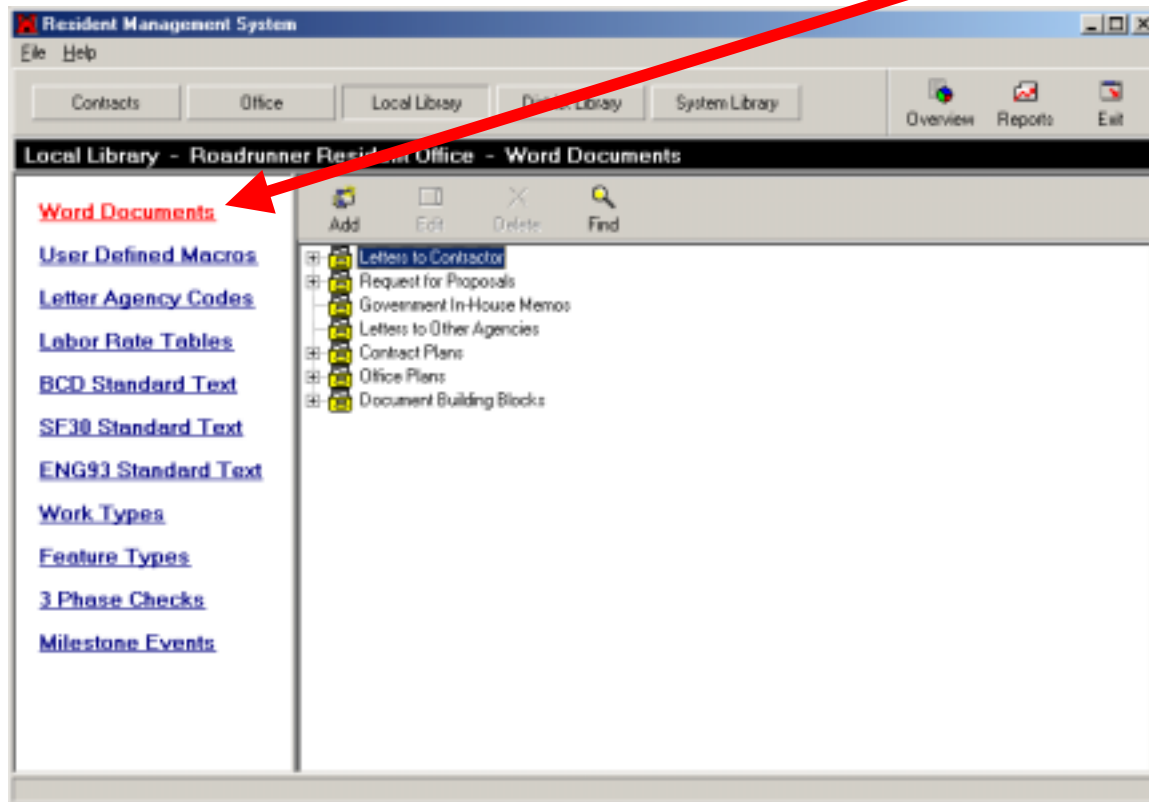 Resident Management System
File Help
Contracts Office Local Library District Library System Library Overview Reports Exit
Local Library - Roadrunner Resident Office - Word Documents
Word Documents
User Defined Macros
Letter Agency Codes
Labor Rate Tables
BCD Standard Text
SF30 Standard Text
ENG93 Standard Text
Work Types
Feature Types
3 Phase Checks
Milestone Events
Add Edit Delete Find
Letters to Contractor
Request for Proposals
Government In-House Memos
Letters to Other Agencies
Contract Plans
Office Plans
Document Building Blocks